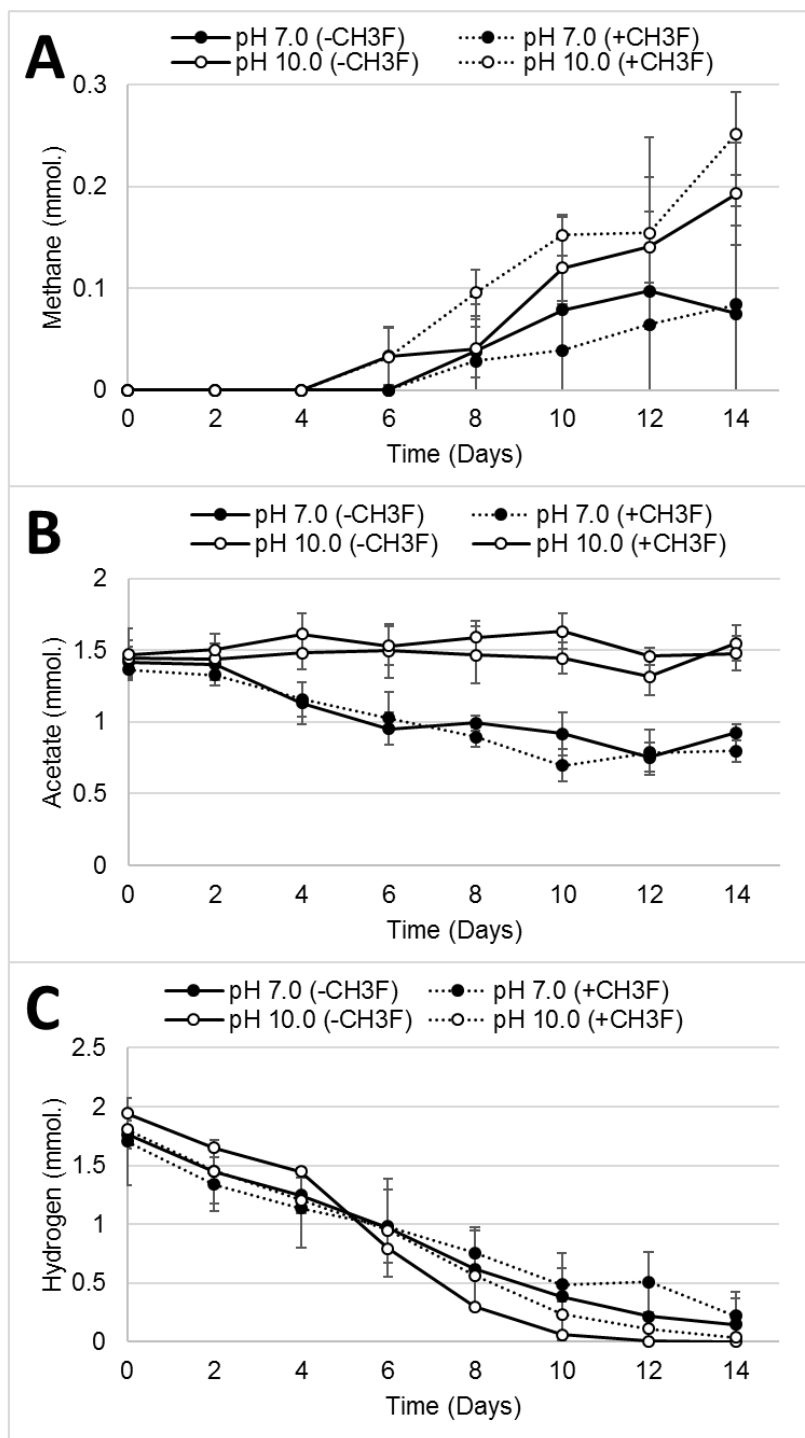 A
pH 7.0 (-CH3F) pH 7.0 (+CH3F)
pH 10.0 (-CH3F) pH 10.0 (+CH3F)
0.3
0.2
0.1
0
Methane (mmol.)
0 2 4 6 8 10 12 14
Time (Days)
B
pH 7.0 (-CH3F) pH 7.0 (+CH3F)
pH 10.0 (-CH3F) pH 10.0 (+CH3F)
2
1.5
1
0.5
0
Acetate (mmol.)
0 2 4 6 8 10 12 14
Time (Days)
C
pH 7.0 (-CH3F) pH 7.0 (+CH3F)
pH 10.0 (-CH3F) pH 10.0 (+CH3F)
2.5
2
1.5
1
0.5
0
Hydrogen (mmol.)
0 2 4 6 8 10 12 14
Time (Days)